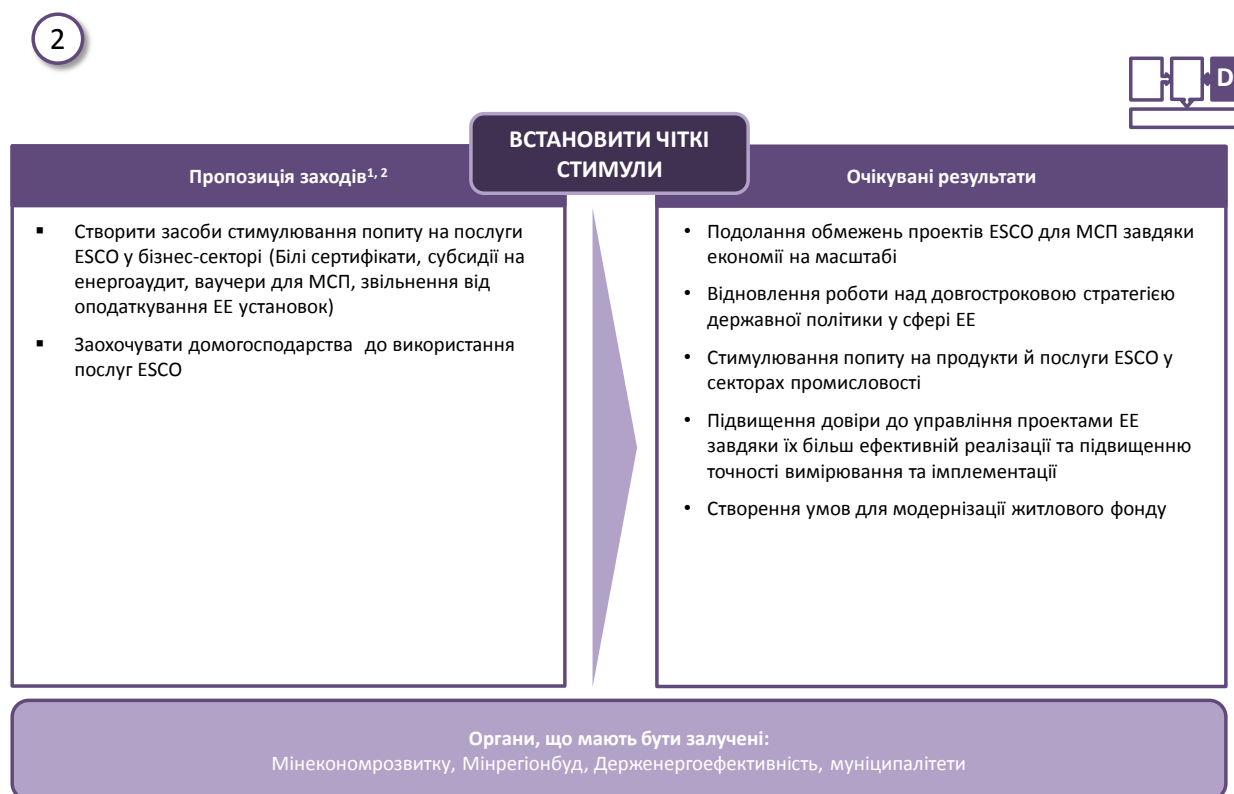 2
D
ВСТАНОВИТИ ЧІТКІ
СТИМУЛИ
Пропозиція заходів1, 2
▪ Створити засоби стимулювання попиту на послуги
ESCO у бізнес-секторі (Білі сертифікати, субсидії на
енергоаудит, ваучери для МСП, звільнення від
оподаткування ЕЕ установок)
▪ Заохочувати домогосподарства до використання
послуг ESCO
Очікувані результати
• Подолання обмежень проектів ESCO для МСП завдяки
економії на масштабі
• Відновлення роботи над довгостроковою стратегією
державної політики у сфері ЕЕ
• Стимулювання попиту на продукти й послуги ESCO у
секторах промисловості
• Підвищення довіри до управління проектами ЕЕ
завдяки їх більш ефективній реалізації та підвищенню
точності вимірювання та імплементації
• Створення умов для модернізації житлового фонду
Органи, що мають бути залучені:
Мінекономрозвитку, Мінрегіонбуд, Держенергоефективність, муніципалітети